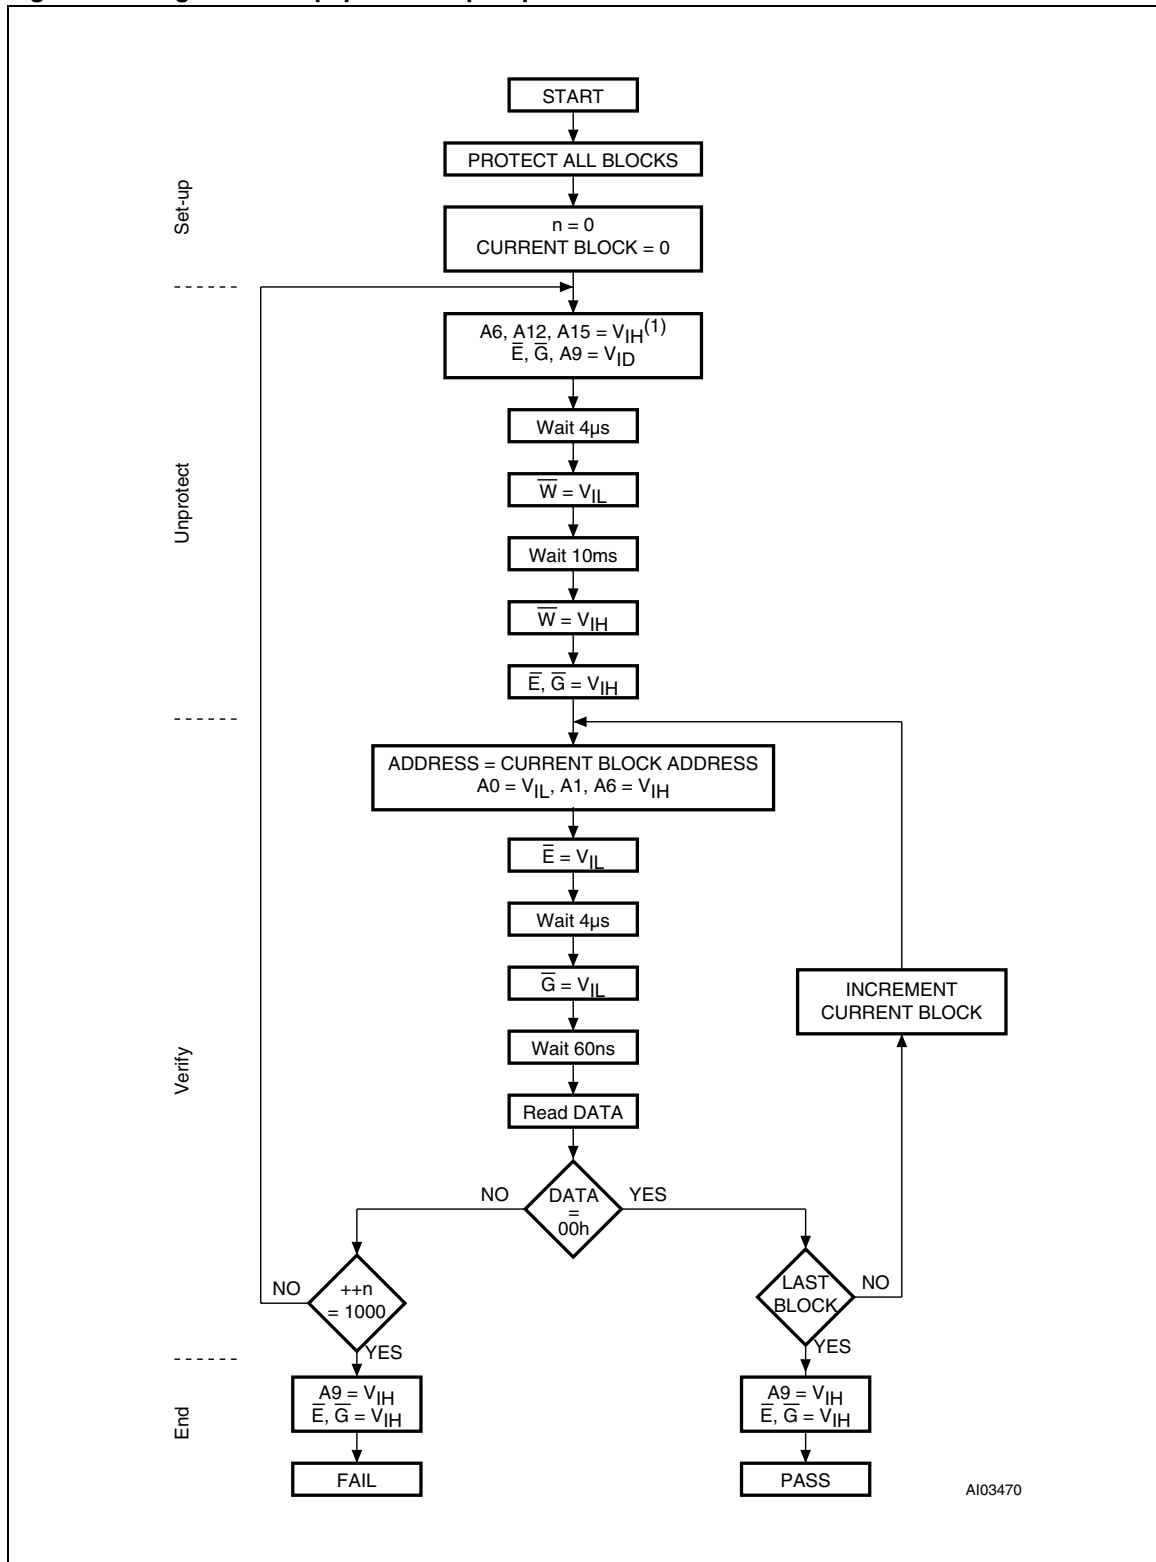 START
PROTECT ALL BLOCKS
n = 0
CURRENT BLOCK = 0
Set-up
A6, A12, A15 = VIH(1)
E̅, G̅, A9 = VID
Wait 4µs
W̅ = VIL
Unprotect
Wait 10ms
W̅ = VIH
E̅, G̅ = VIH
ADDRESS = CURRENT BLOCK ADDRESS
A0 = VIL, A1, A6 = VIH
E̅ = VIL
Wait 4µs
G̅ = VIL
INCREMENT
CURRENT BLOCK
Wait 60ns
Verify
Read DATA
NO
DATA
=
00h
YES
NO
++n
= 1000
YES
LAST
BLOCK
NO
YES
End
A9 = VIH
E̅, G̅ = VIH
FAIL
A9 = VIH
E̅, G̅ = VIH
PASS
AI03470